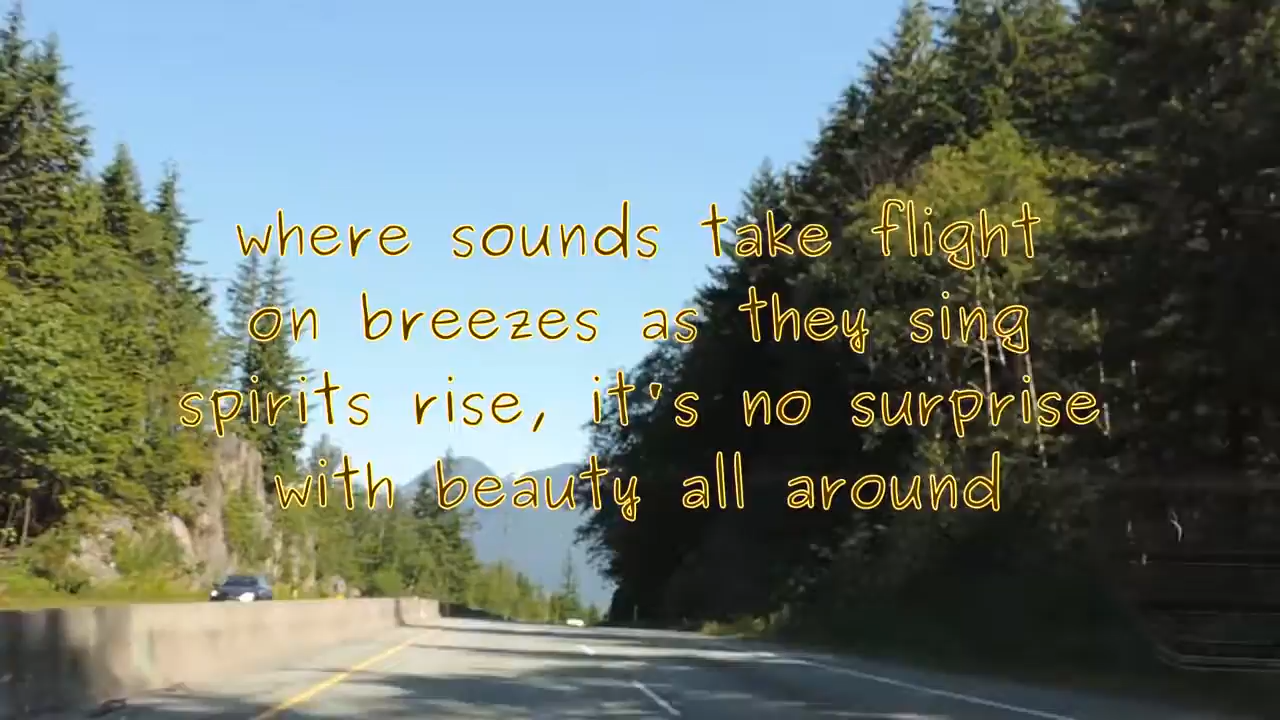 where sounds take flight
on breezes as they sing
spirits rise, it's no surprise
with beauty all around